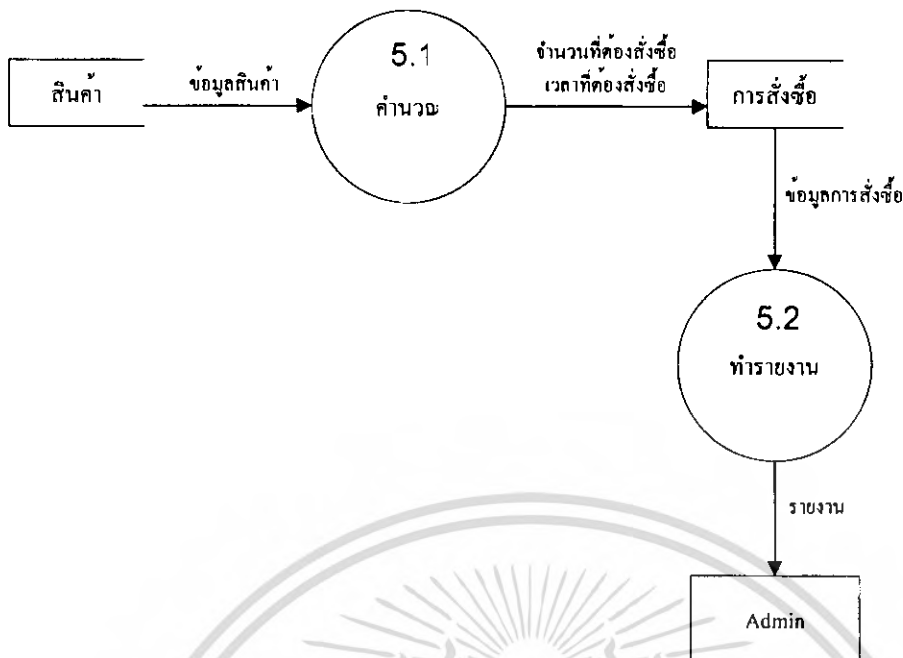 สินค้า
ข้อมูลสินค้า
5.1
คำนวณ
จำนวนที่ต้องสั่งซื้อ
เวลาที่ต้องสั่งซื้อ
การสั่งซื้อ
ข้อมูลการสั่งซื้อ
5.2
ทำรายงาน
รายงาน
Admin